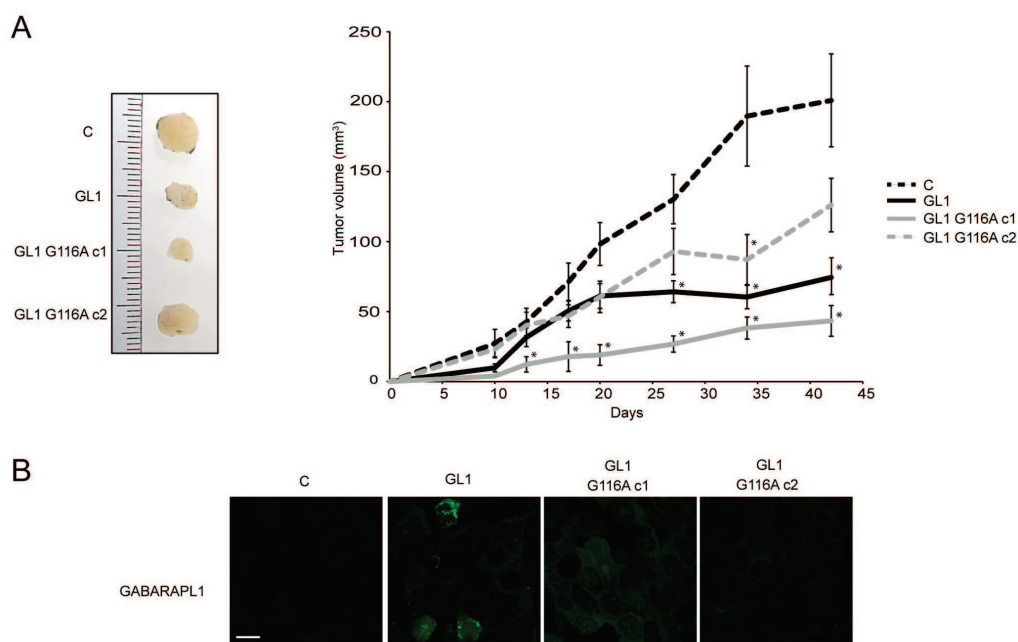 A
C
GL1
GL1 G116A c1
GL1 G116A c2
Tumor volume (mm³)
250
200
150
100
50
0
0 5 10 15 20 25 30 35 40 45
Days
* * * * * * * * * *
C
GL1
GL1 G116A c1
GL1 G116A c2
B
C
GL1
GL1
G116A c1
GL1
G116A c2
GABARAPL1